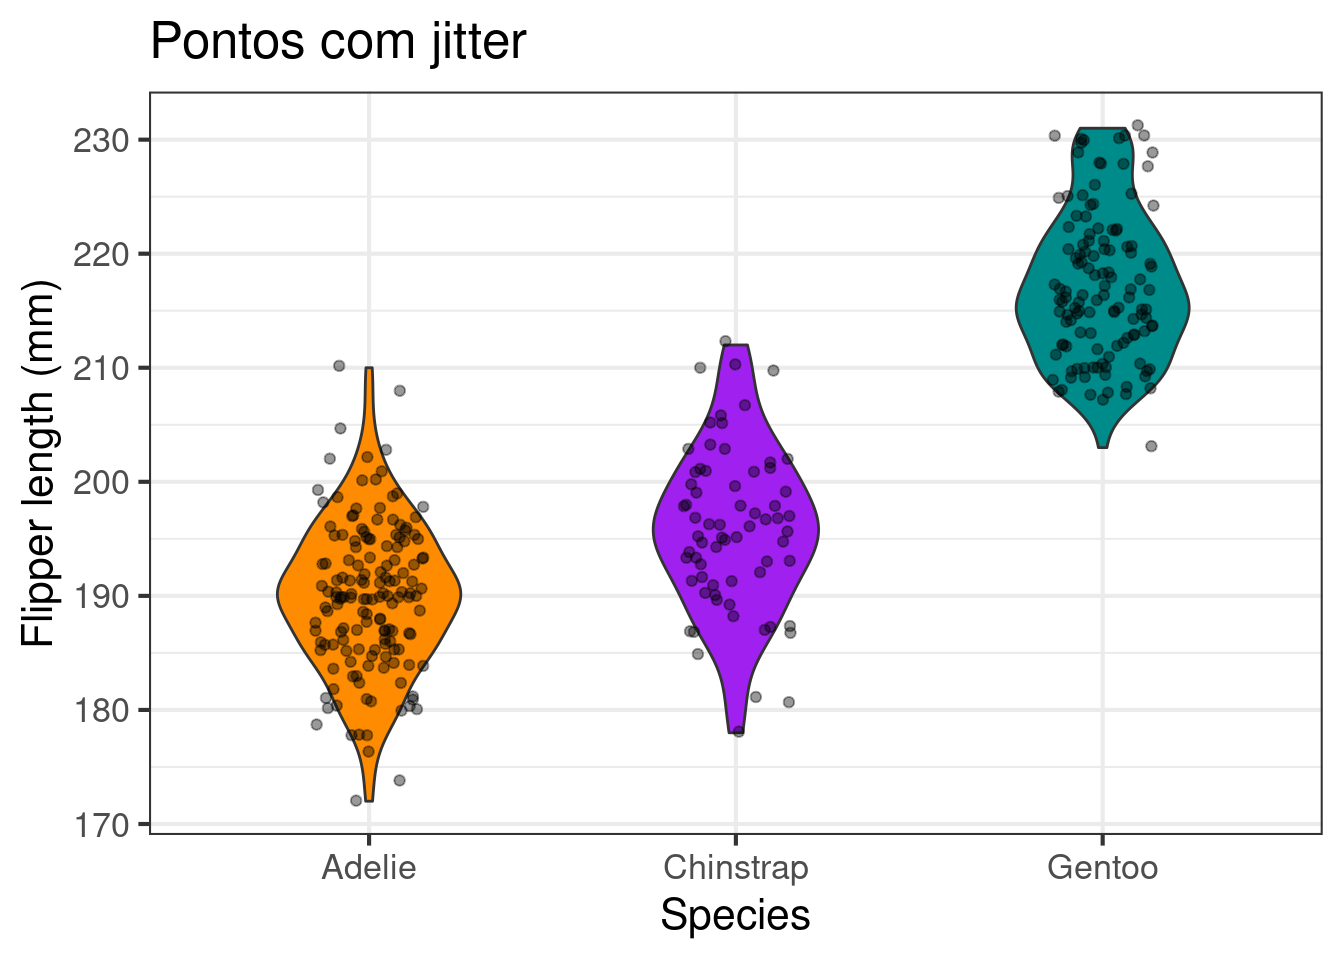 Pontos com jitter
Flipper length (mm)
230
220
210
200
190
180
170
Adelie Chinstrap Gentoo
Species